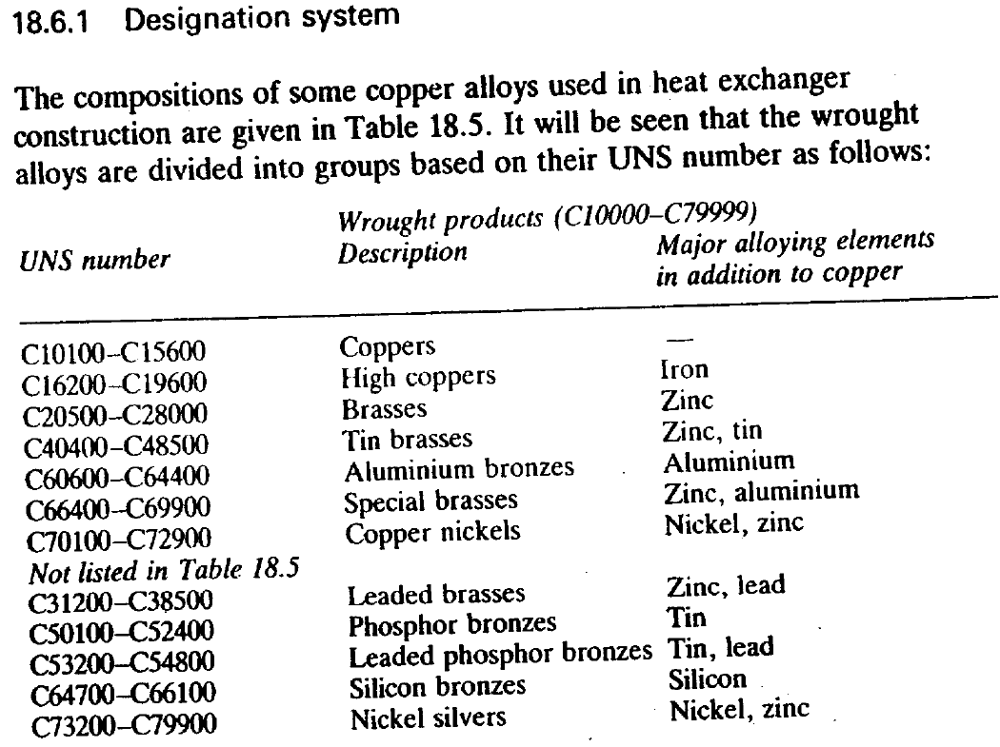 18.6.1 Designation system
The compositions of some copper alloys used in heat exchanger
construction are given in Table 18.5. It will be seen that the wrought
alloys are divided into groups based on their UNS number as follows:
Wrought products (C10000–C79999)
UNS number Description Major alloying elements
in addition to copper
C10100–C15600 Coppers —
C16200–C19600 High coppers Iron
C20500–C28000 Brasses Zinc
C40400–C48500 Tin brasses Zinc, tin
C60600–C64400 Aluminium bronzes Aluminium
C66400–C69900 Special brasses Zinc, aluminium
C70100–C72900 Copper nickels Nickel, zinc
Not listed in Table 18.5
C31200–C38500 Leaded brasses Zinc, lead
C50100–C52400 Phosphor bronzes Tin
C53200–C54800 Leaded phosphor bronzes Tin, lead
C64700–C66100 Silicon bronzes Silicon
C73200–C79900 Nickel silvers Nickel, zinc